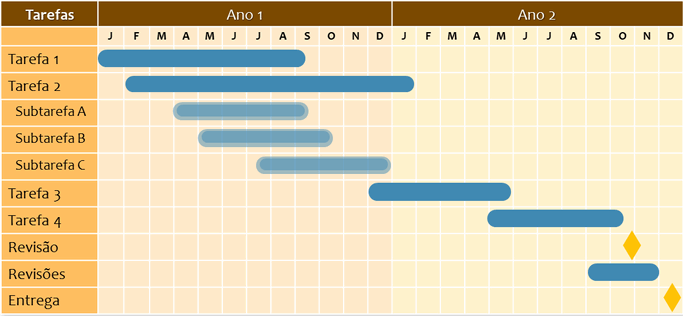 Tarefas Ano 1 Ano 2
J F M A M J J A S O N D J F M A M J J A S O N D
Tarefa 1
Tarefa 2
Subtarefa A
Subtarefa B
Subtarefa C
Tarefa 3
Tarefa 4
Revisão
Revisões
Entrega